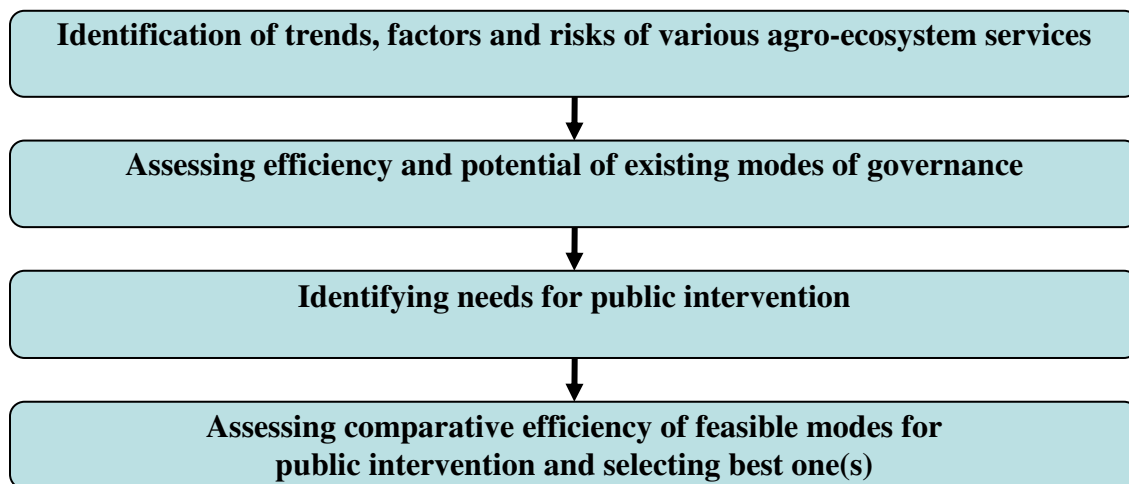 Identification of trends, factors and risks of various agro-ecosystem services
Assessing efficiency and potential of existing modes of governance
Identifying needs for public intervention
Assessing comparative efficiency of feasible modes for
public intervention and selecting best one(s)